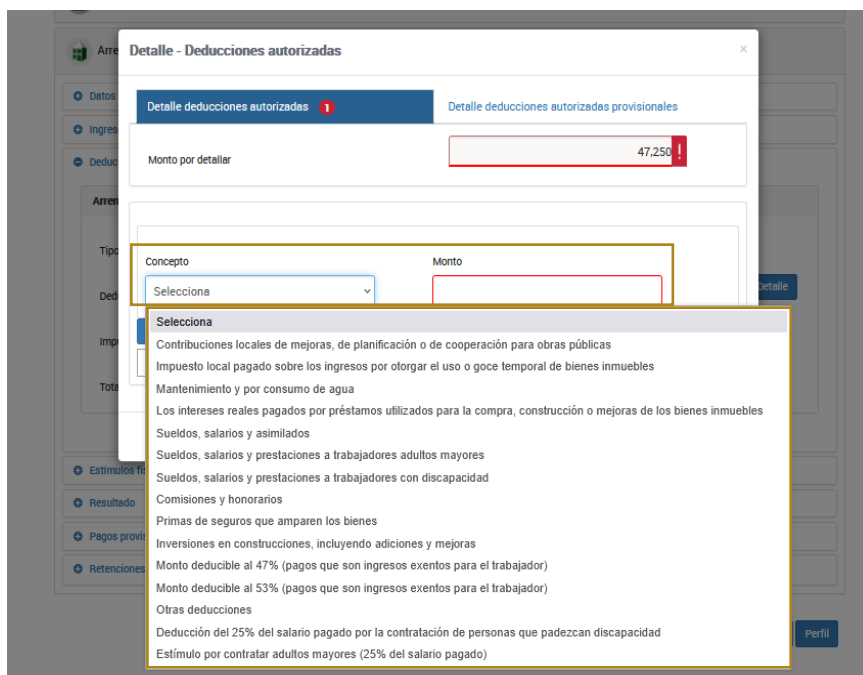 Arre
Detalle - Deducciones autorizadas
×
Datos
Detalle deducciones autorizadas 1
Detalle deducciones autorizadas provisionales
Ingres
Deduc
Monto por detallar
47,250 !
Arren
Tipo
Concepto
Monto
Selecciona
Ded
Detalle
Selecciona
Impu
Contribuciones locales de mejoras, de planificación o de cooperación para obras públicas
Impuesto local pagado sobre los ingresos por otorgar el uso o goce temporal de bienes inmuebles
Tota
Mantenimiento y por consumo de agua
Los intereses reales pagados por préstamos utilizados para la compra, construcción o mejoras de los bienes inmuebles
Sueldos, salarios y asimilados
Sueldos, salarios y prestaciones a trabajadores adultos mayores
Estímulos fis
Sueldos, salarios y prestaciones a trabajadores con discapacidad
Comisiones y honorarios
Resultado
Primas de seguros que amparen los bienes
Pagos provis
Inversiones en construcciones, incluyendo adiciones y mejoras
Monto deducible al 47% (pagos que son ingresos exentos para el trabajador)
Retenciones
Monto deducible al 53% (pagos que son ingresos exentos para el trabajador)
Otras deducciones
Deducción del 25% del salario pagado por la contratación de personas que padezcan discapacidad
Perfil
Estímulo por contratar adultos mayores (25% del salario pagado)